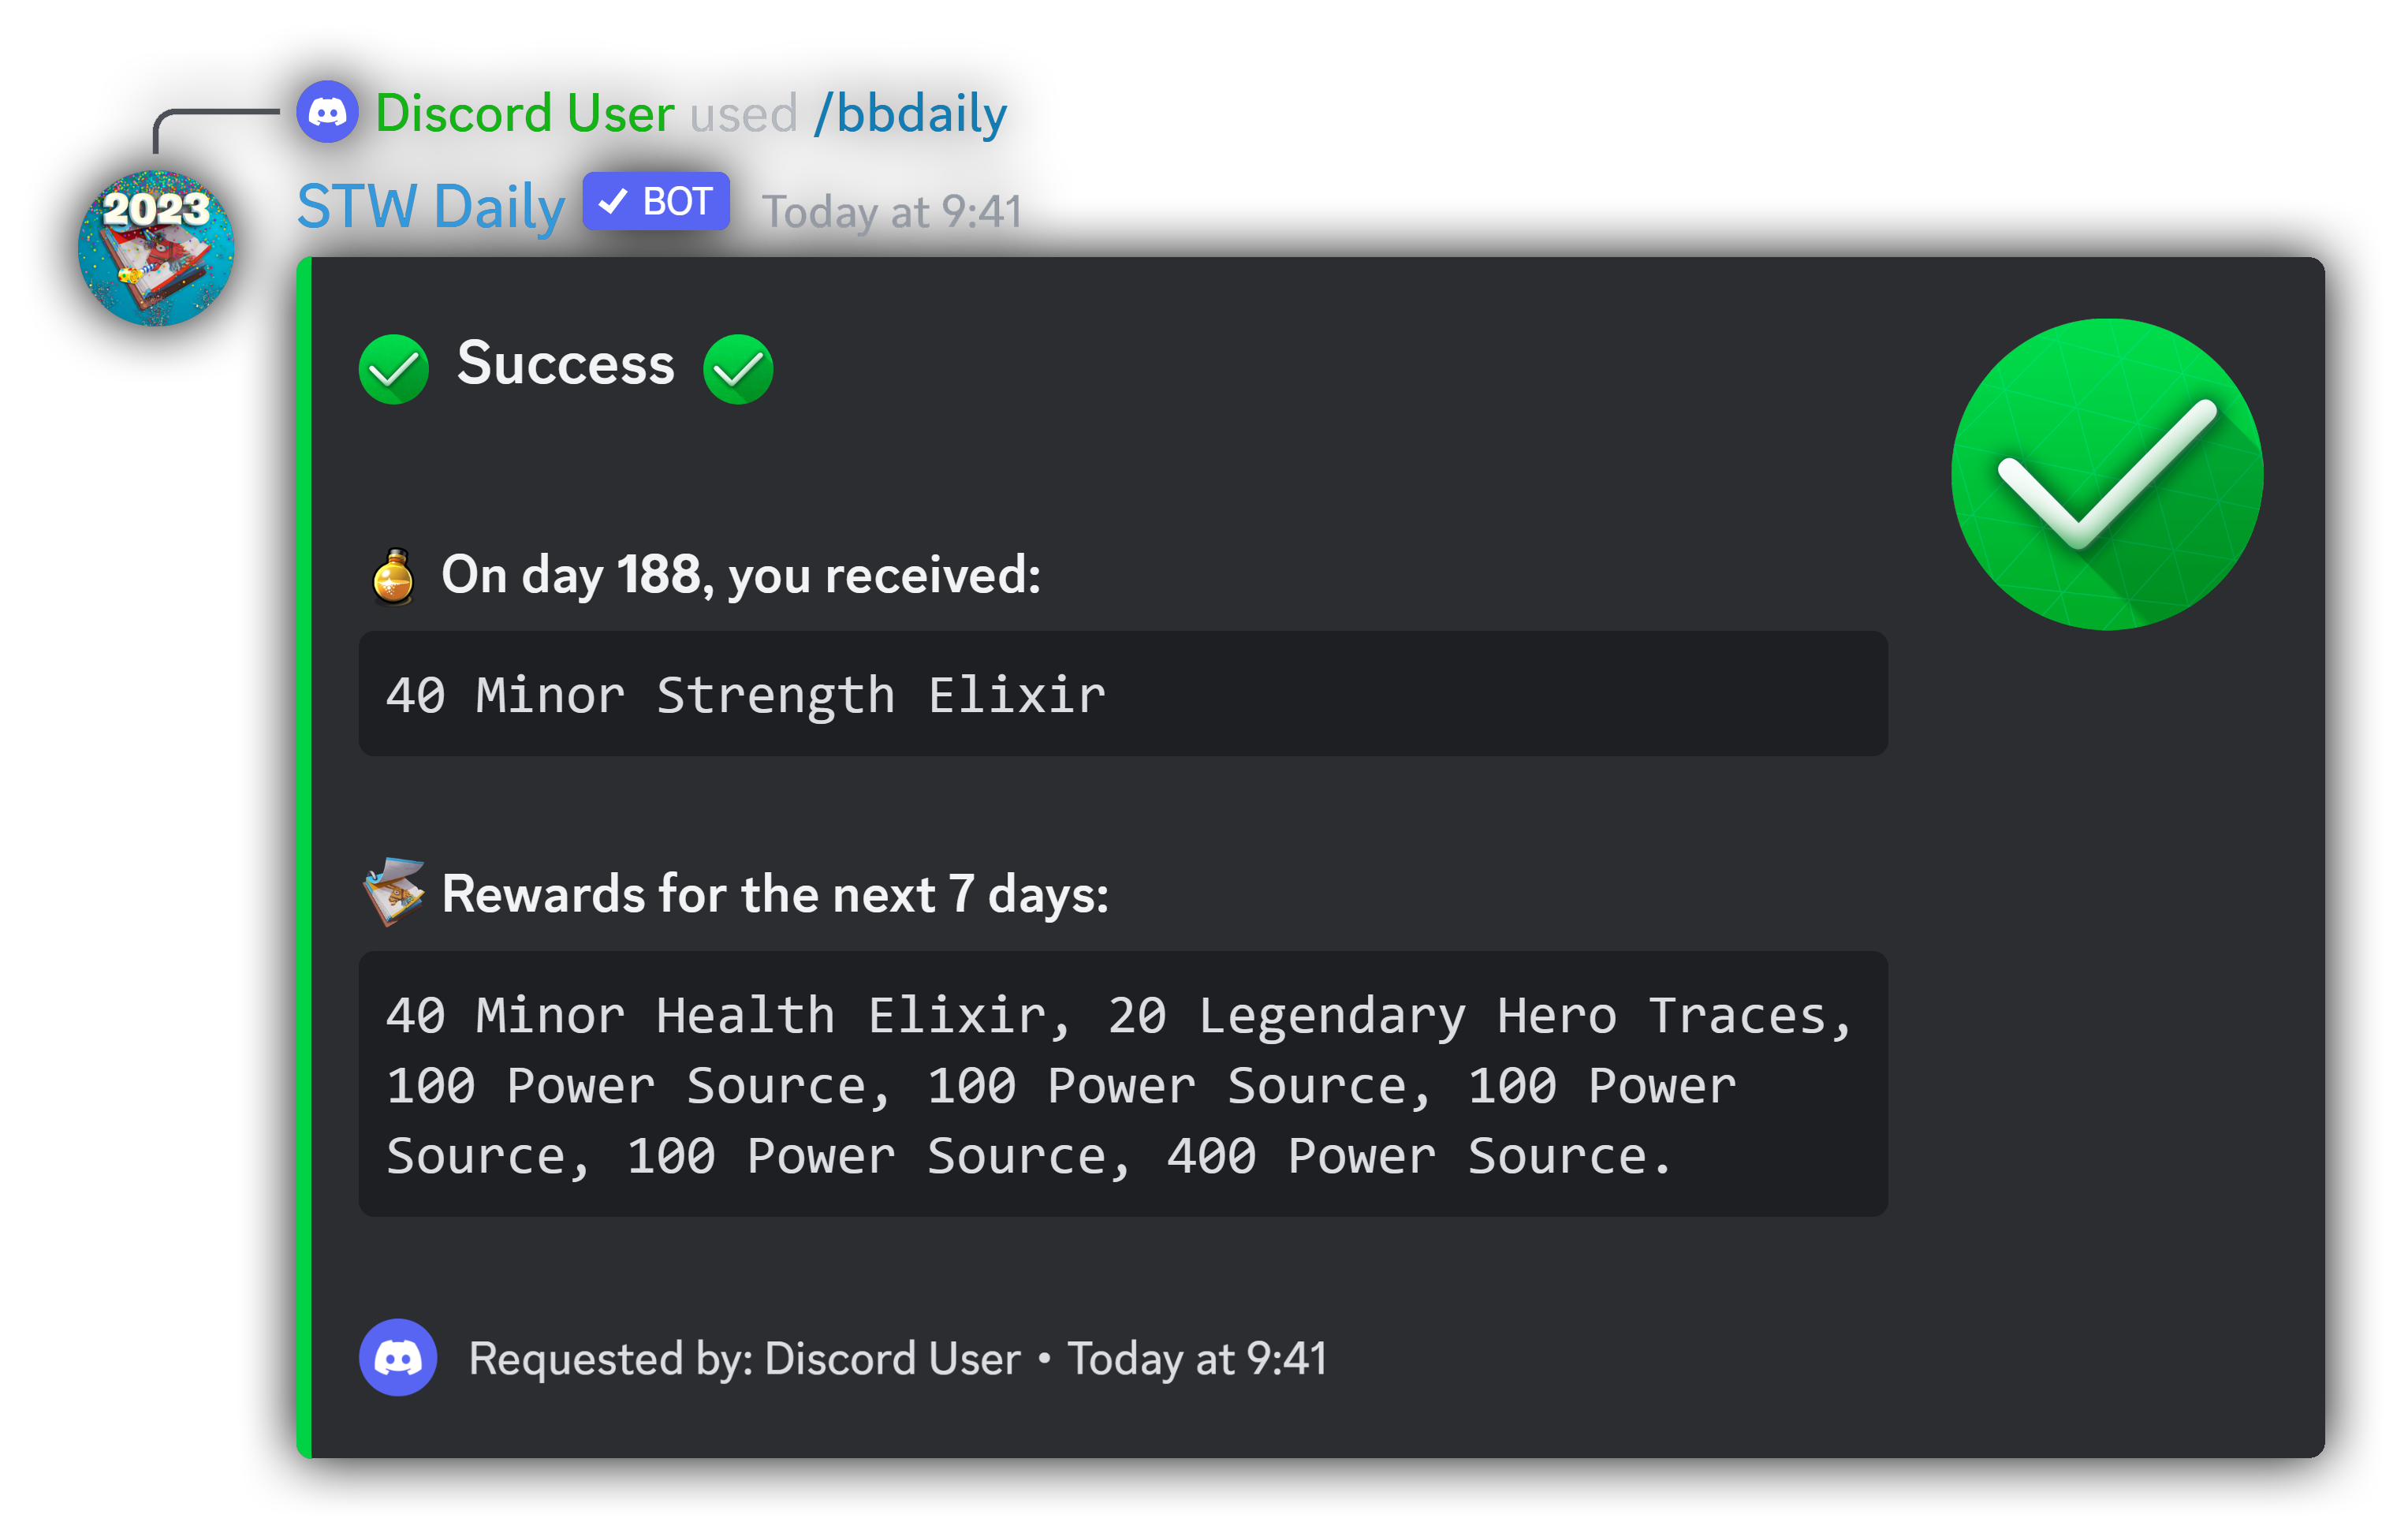 Discord User used /bbdaily
2023
STW Daily BOT Today at 9:41
Success
On day 188, you received:
40 Minor Strength Elixir
Rewards for the next 7 days:
40 Minor Health Elixir, 20 Legendary Hero Traces,
100 Power Source, 100 Power Source, 100 Power
Source, 100 Power Source, 400 Power Source.
Requested by: Discord User • Today at 9:41